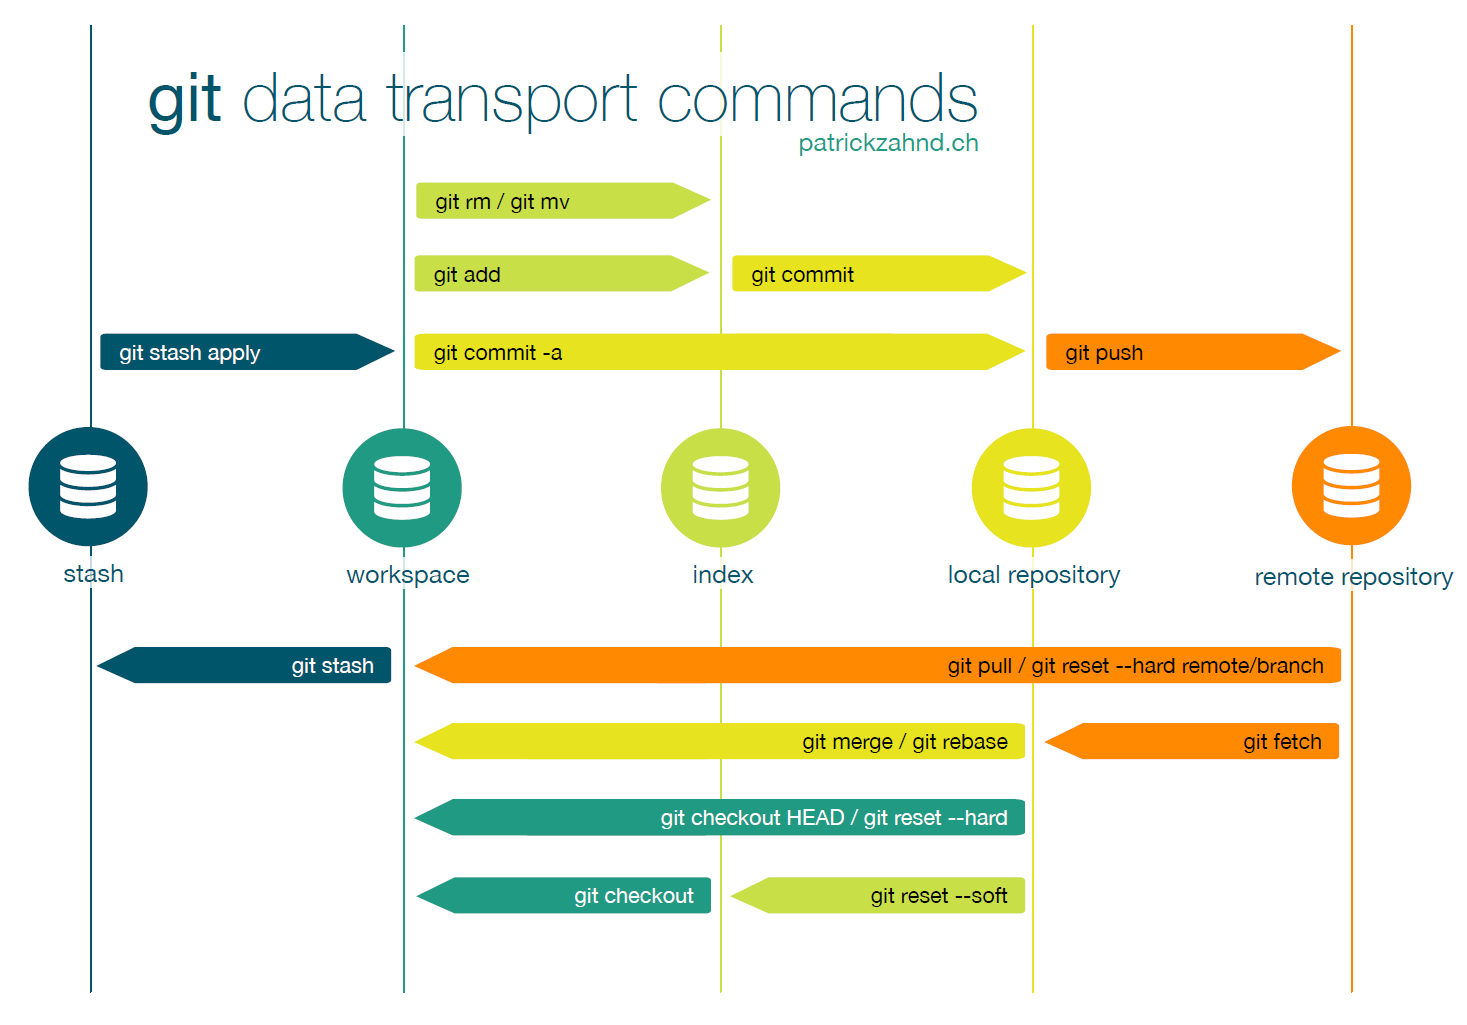 git data transport commands
patrickzahnd.ch
git rm / git mv
git add
git commit
git stash apply
git commit -a
git push
stash
workspace
index
local repository
remote repository
git stash
git pull / git reset --hard remote/branch
git merge / git rebase
git fetch
git checkout HEAD / git reset --hard
git checkout
git reset --soft